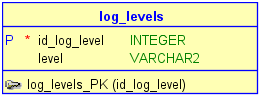 log_levels
P * id_log_level INTEGER
level VARCHAR2
log_levels_PK (id_log_level)